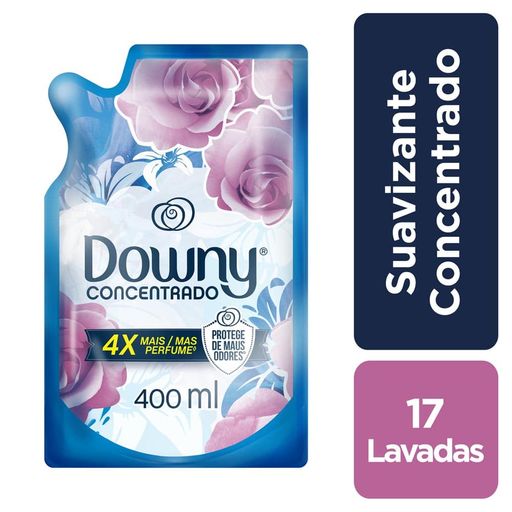 Downy®
CONCENTRADO
4X MAIS / MAS
PERFUME◊
PROTEGE
DE MAUS
ODORES◊
400 ml
Suavizante
Concentrado
17
Lavadas